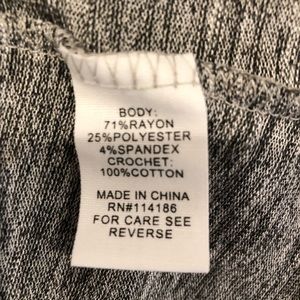 BODY:
71%RAYON
25%POLYESTER
4%SPANDEX
CROCHET:
100%COTTON
MADE IN CHINA
RN#114186
FOR CARE SEE
REVERSE